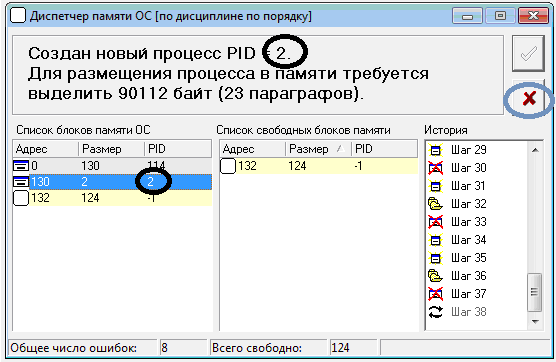 Диспетчер памяти ОС [по дисциплине по порядку]
Создан новый процесс PID = 2.
Для размещения процесса в памяти требуется
выделить 90112 байт (23 параграфов).
Список блоков памяти ОС
Адрес Размер PID
0 130 114
130 2 2
132 124 -1
Список свободных блоков памяти
Адрес Размер PID
132 124 -1
История
Шаг 29
Шаг 30
Шаг 31
Шаг 32
Шаг 33
Шаг 34
Шаг 35
Шаг 36
Шаг 37
Шаг 38
Общее число ошибок: 8 Всего свободно: 124